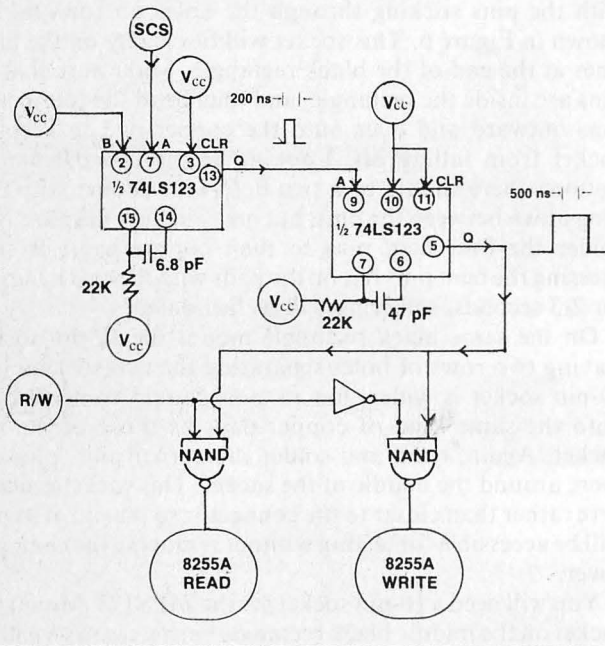 SCS
Vcc
Vcc
200 ns
Vcc
B A CLR
2 7 3
13 Q
½ 74LS123
15 14
6.8 pF
22K
Vcc
A CLR
9 10 11
½ 74LS123
5 Q
7 6
500 ns
Vcc
22K
47 pF
R/W
NAND
NAND
8255A
READ
8255A
WRITE